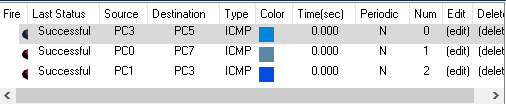 Fire Last Status Source Destination Type Color Time(sec) Periodic Num Edit Delet
Successful PC3 PC5 ICMP 0.000 N 0 (edit) (delet
Successful PC0 PC7 ICMP 0.000 N 1 (edit) (delet
Successful PC1 PC3 ICMP 0.000 N 2 (edit) (delet